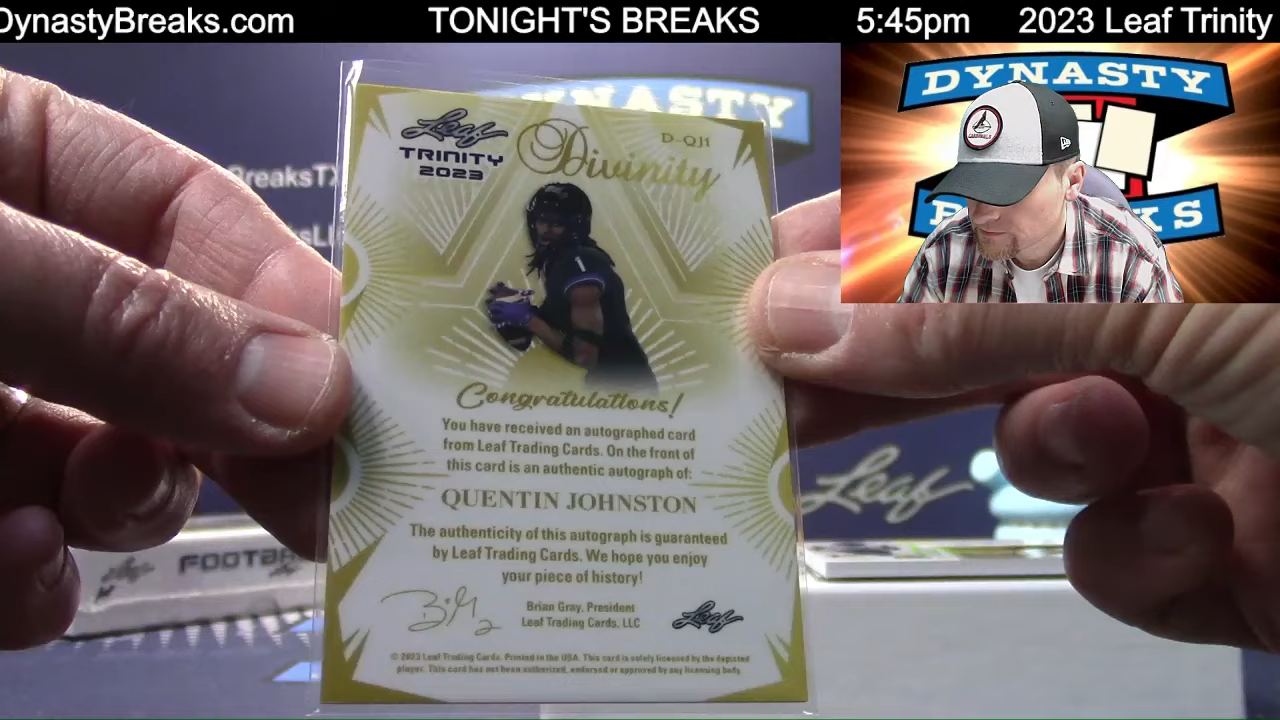 DynastyBreaks.com TONIGHT'S BREAKS 5:45pm 2023 Leaf Trinity
DYNASTY
DYNASTY
Leaf
TRINITY
2023
Divinity
D-QJ1
1
Congratulations!
You have received an autographed card
from Leaf Trading Cards. On the front of
this card is an authentic autograph of:
QUENTIN JOHNSTON
The authenticity of this autograph is guaranteed
by Leaf Trading Cards. We hope you enjoy
your piece of history!
Brian Gray, President
Leaf Trading Cards, LLC
Leaf
© 2023 Leaf Trading Cards. Printed in the USA. This card is solely licensed by the depicted
player. This card has not been authorized, endorsed or approved by any licensing body.
Leaf